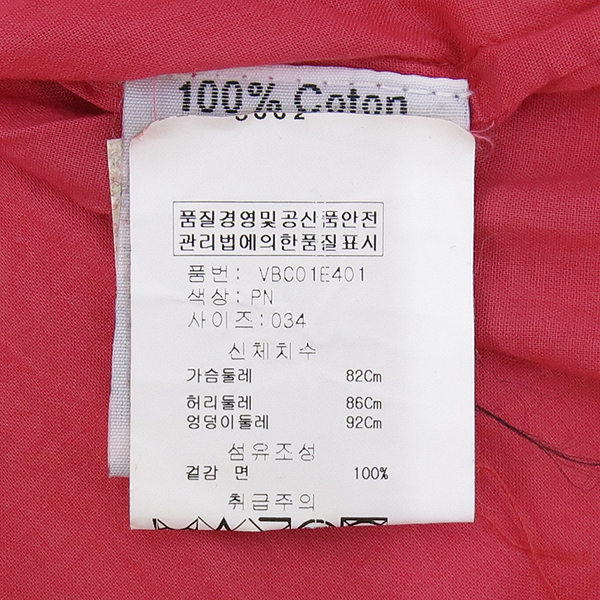 100% Coton
품질경영및공산품안전
관리법에의한품질표시
품번: VBC01E401
색상: PN
사이즈: 034
신체치수
가슴둘레 82Cm
허리둘레 86Cm
엉덩이둘레 92Cm
섬유조성
겉감 면 100%
취급주의